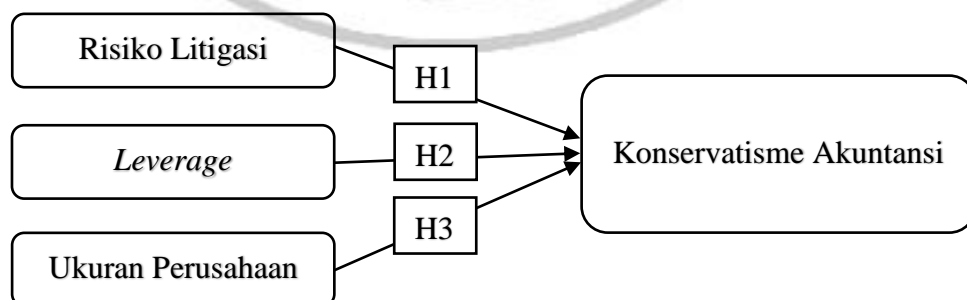 Risiko Litigasi
H1
Leverage
H2
Konservatisme Akuntansi
H3
Ukuran Perusahaan